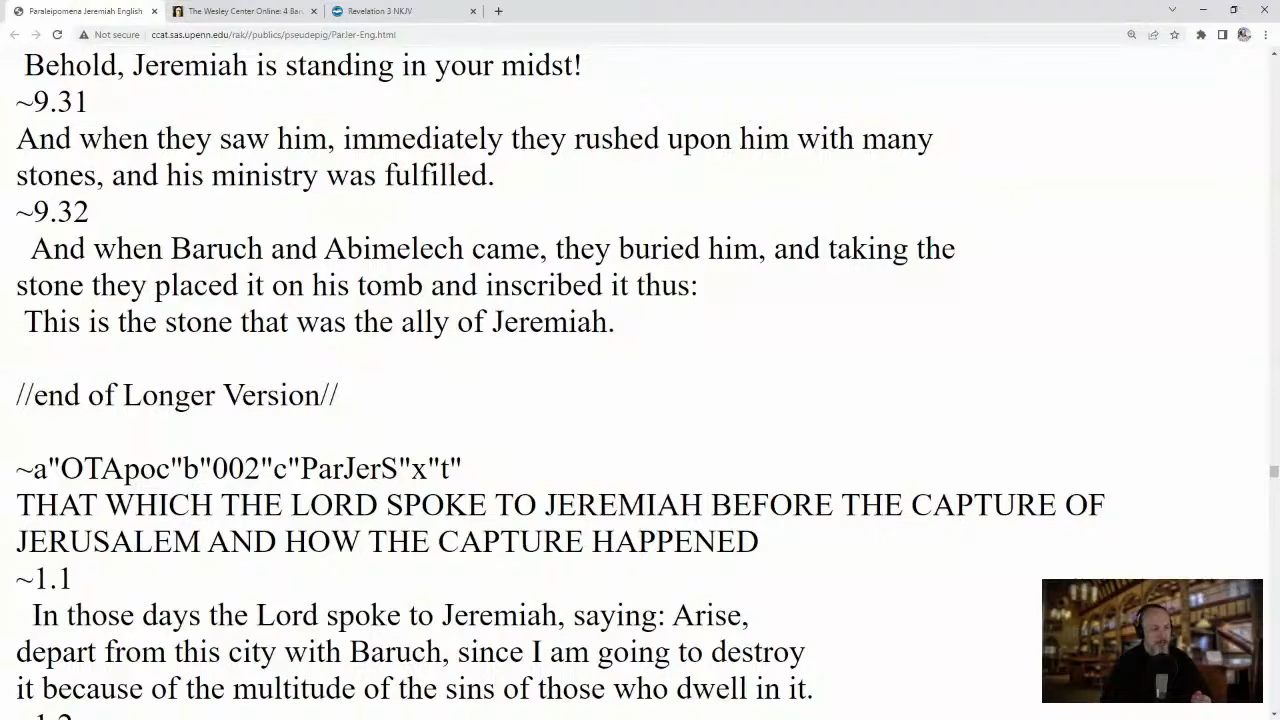 Paraleipomena Jeremiah English
The Wesley Center Online: 4 Bar
Revelation 3 NKJV
Not secure | ccat.sas.upenn.edu/rak//publics/pseudepig/ParJer-Eng.html
Behold, Jeremiah is standing in your midst!
~9.31
And when they saw him, immediately they rushed upon him with many
stones, and his ministry was fulfilled.
~9.32
And when Baruch and Abimelech came, they buried him, and taking the
stone they placed it on his tomb and inscribed it thus:
This is the stone that was the ally of Jeremiah.
//end of Longer Version//
~a"OTApoc"b"002"c"ParJerS"x"t"
THAT WHICH THE LORD SPOKE TO JEREMIAH BEFORE THE CAPTURE OF
JERUSALEM AND HOW THE CAPTURE HAPPENED
~1.1
In those days the Lord spoke to Jeremiah, saying: Arise,
depart from this city with Baruch, since I am going to destroy
it because of the multitude of the sins of those who dwell in it.
~1.2